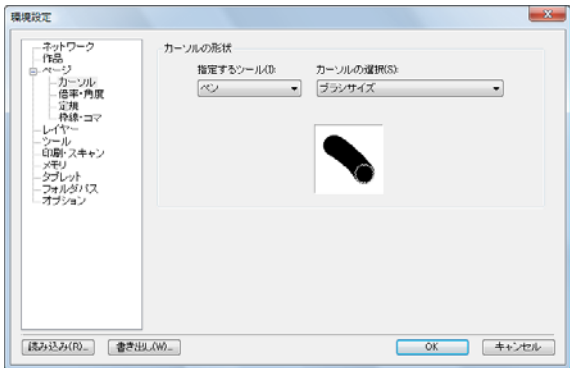 環境設定
ネットワーク
作品
ページ
カーソル
倍率・角度
定規
枠線・コマ
レイヤー
ツール
印刷・スキャン
メモリ
タブレット
フォルダパス
オプション
カーソルの形状
指定するツール(I):
カーソルの選択(S):
ペン
ブラシサイズ
読み込み(R)...
書き出し(W)...
OK
キャンセル